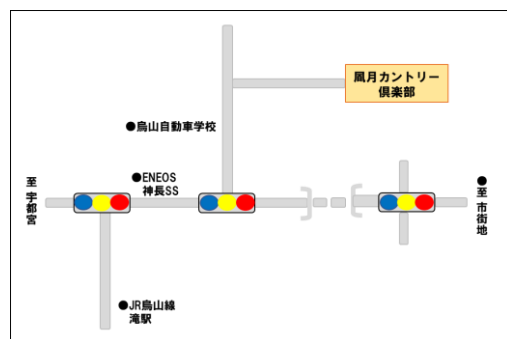 風月カントリー
倶楽部
●烏山自動車学校
●ENEOS
神長SS
至 宇都宮
●至 市街地
●JR烏山線
滝駅